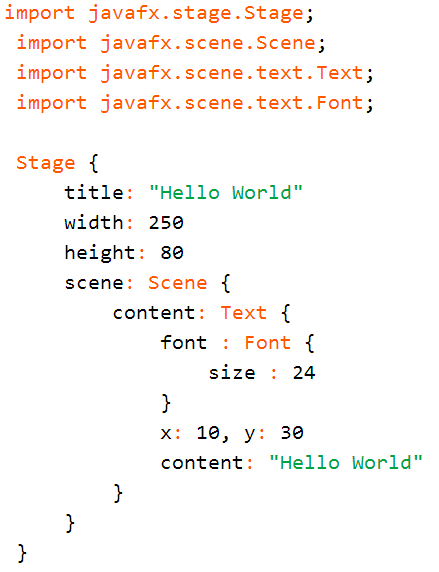 import javafx.stage.Stage;
 import javafx.scene.Scene;
 import javafx.scene.text.Text;
 import javafx.scene.text.Font;

 Stage {
     title: "Hello World"
     width: 250
     height: 80
     scene: Scene {
         content: Text {
             font : Font {
                 size : 24
             }
             x: 10, y: 30
             content: "Hello World"
         }
     }
 }